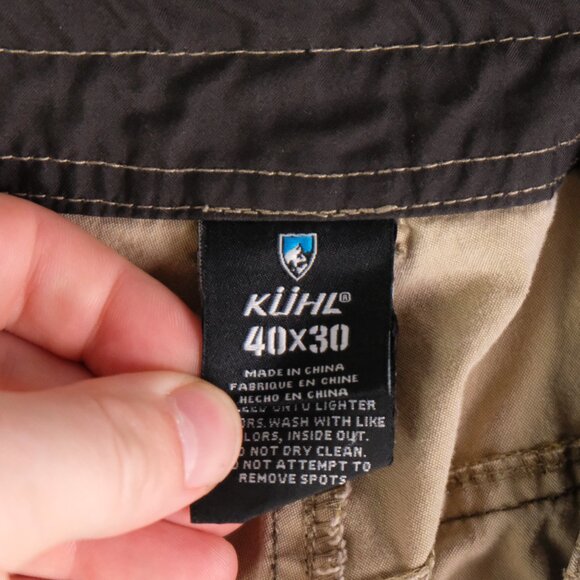 KÜHL®
40X30
MADE IN CHINA
FABRIQUE EN CHINE
HECHO EN CHINA
UNTO LIGHTER
WASH WITH LIKE
INSIDE OUT.
NOT DRY CLEAN.
NOT ATTEMPT TO
REMOVE SPOTS.